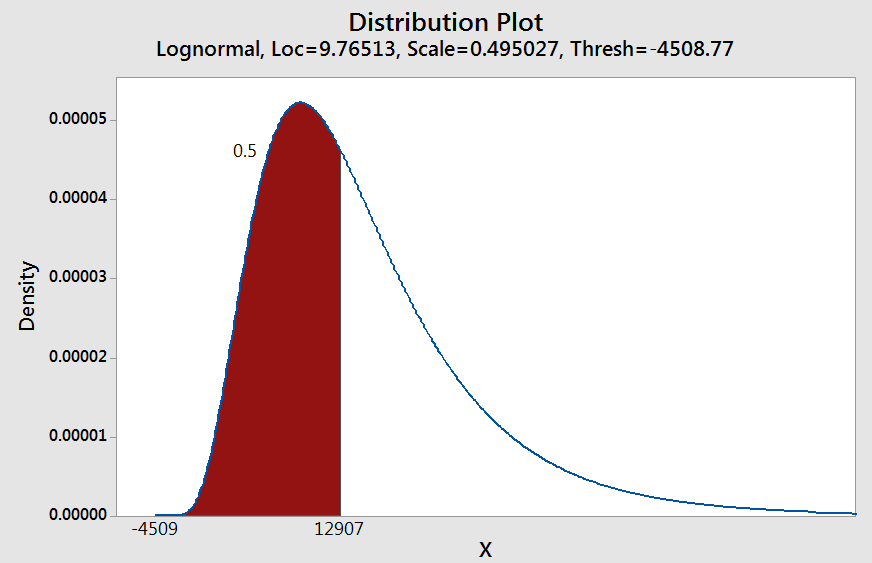 Distribution Plot
Lognormal, Loc=9.76513, Scale=0.495027, Thresh=-4508.77
0.00005
0.5
0.00004
0.00003
Density
0.00002
0.00001
0.00000
-4509
12907
X